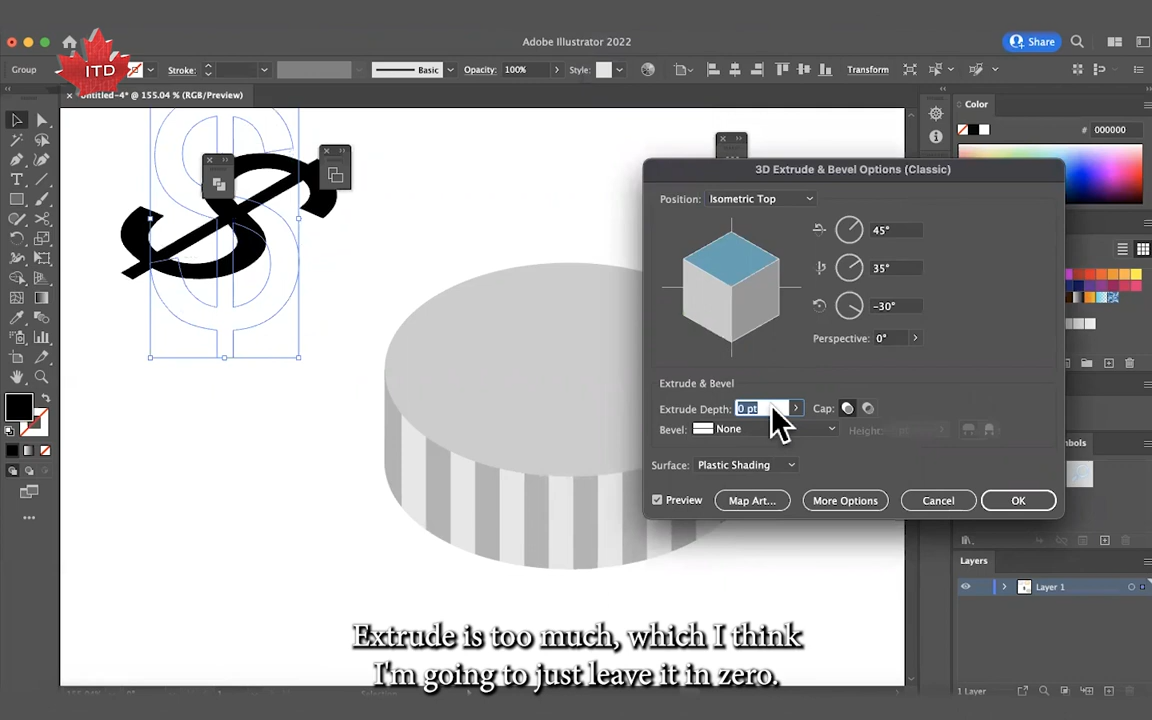 Adobe Illustrator 2022
Share
ITD
Group
Stroke:
Basic
Opacity:
100%
Style:
Transform
Untitled-4* @ 155.04 % (RGB/Preview)
Color
# 000000
3D Extrude & Bevel Options (Classic)
Position: Isometric Top
45°
35°
-30°
Perspective: 0°
Extrude & Bevel
Extrude Depth: 0 pt
Cap:
Bevel: None
Height:
Surface: Plastic Shading
Preview
Map Art...
More Options
Cancel
OK
Layers
Layer 1
Extrude is too much, which I think
I'm going to just leave it in zero.
1 Layer